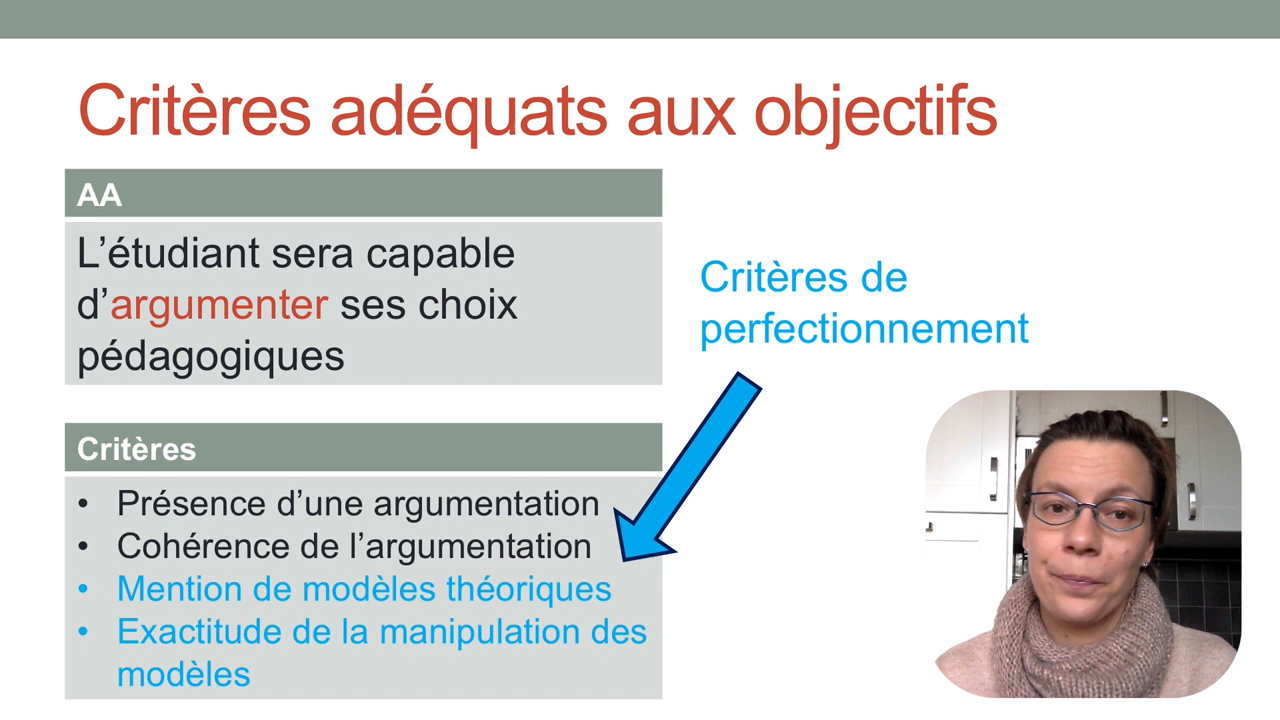 Critères adéquats aux objectifs
AA
L’étudiant sera capable
d’argumenter ses choix
pédagogiques
Critères de
perfectionnement
Critères
• Présence d’une argumentation
• Cohérence de l’argumentation
• Mention de modèles théoriques
• Exactitude de la manipulation des
modèles